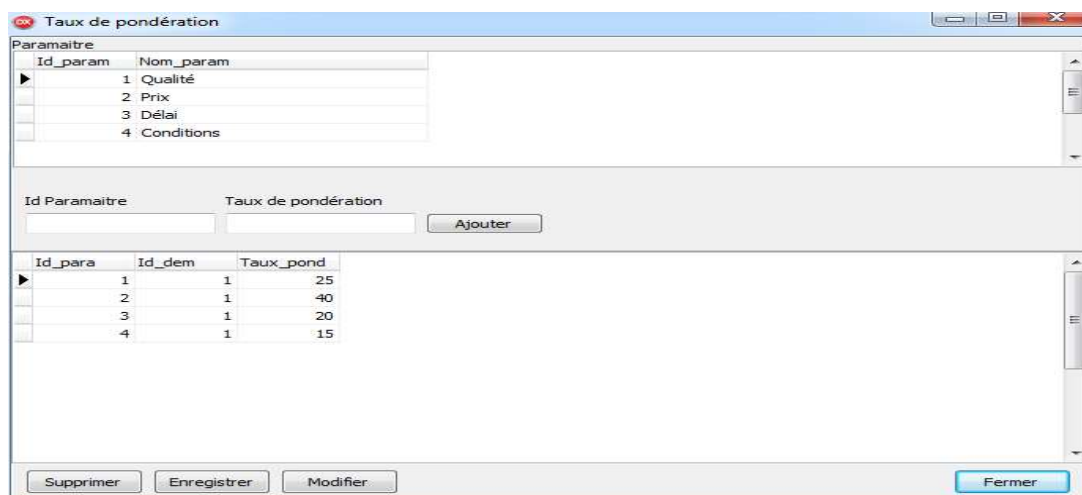 DX Taux de pondération
Paramaitre
Id_param Nom_param
1 Qualité
2 Prix
3 Délai
4 Conditions
Id Paramaitre Taux de pondération
Ajouter
Id_para Id_dem Taux_pond
1 1 25
2 1 40
3 1 20
4 1 15
Supprimer Enregistrer Modifier Fermer